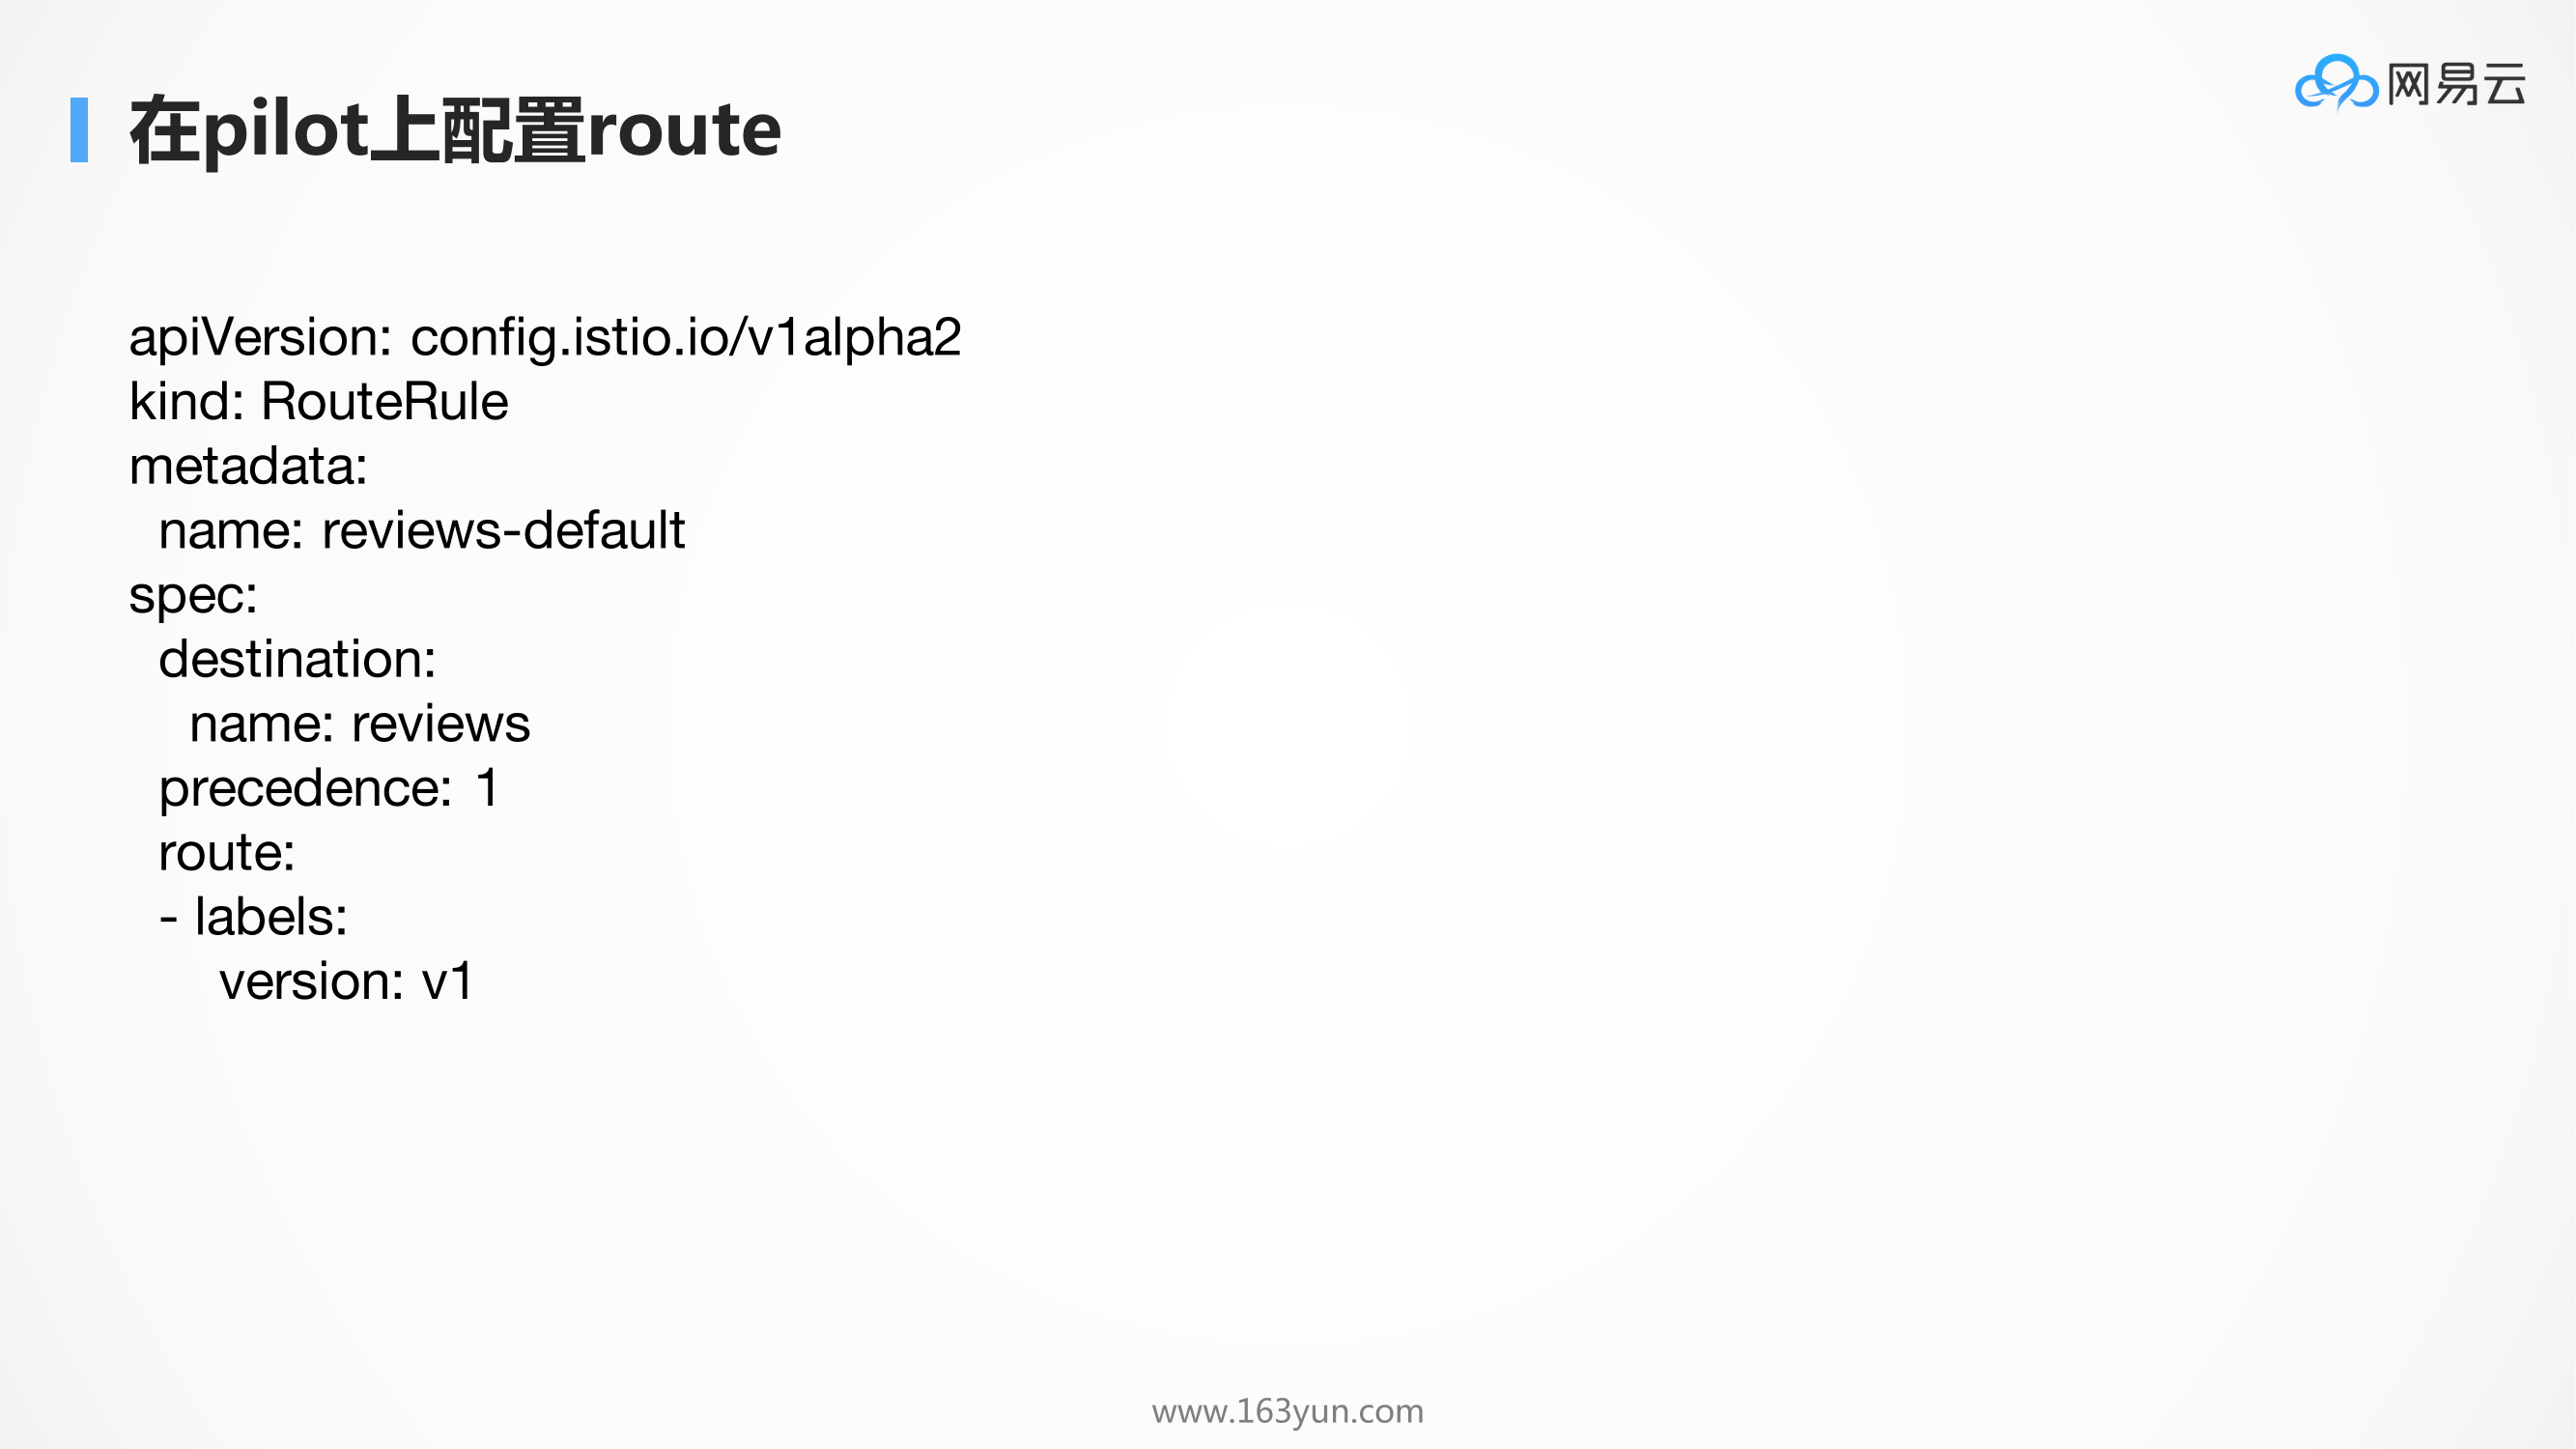 在pilot上配置route
网易云
apiVersion: config.istio.io/v1alpha2
kind: RouteRule
metadata:
  name: reviews-default
spec:
  destination:
    name: reviews
  precedence: 1
  route:
  - labels:
      version: v1
www.163yun.com